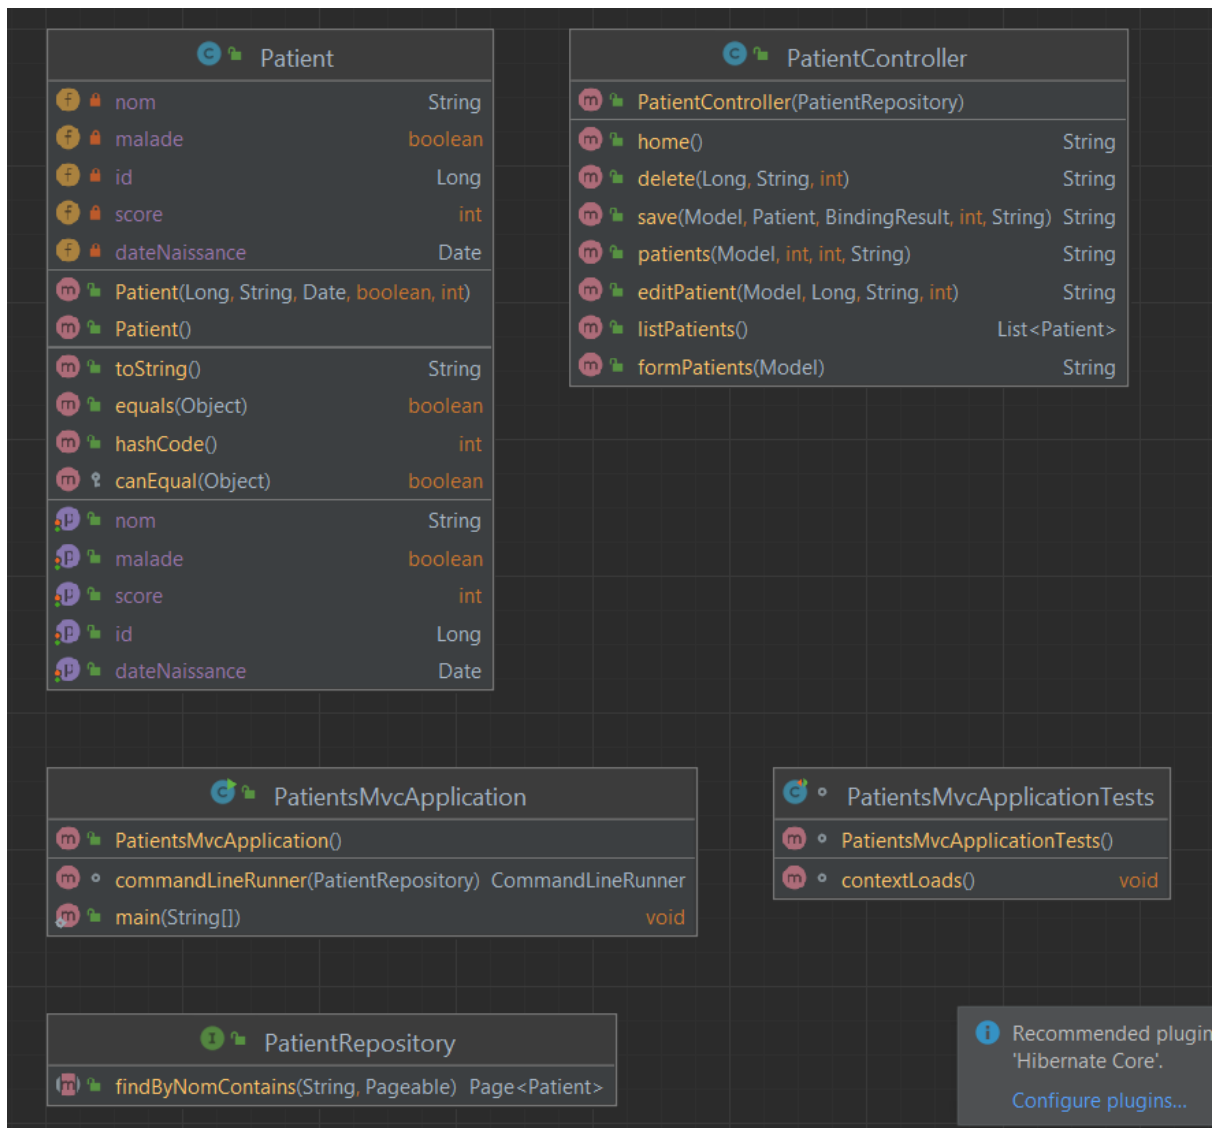 Patient
nom String
malade boolean
id Long
score int
dateNaissance Date
Patient(Long, String, Date, boolean, int)
Patient()
toString() String
equals(Object) boolean
hashCode() int
canEqual(Object) boolean
nom String
malade boolean
score int
id Long
dateNaissance Date
PatientController
PatientController(PatientRepository)
home() String
delete(Long, String, int) String
save(Model, Patient, BindingResult, int, String) String
patients(Model, int, int, String) String
editPatient(Model, Long, String, int) String
listPatients() List<Patient>
formPatients(Model) String
PatientsMvcApplication
PatientsMvcApplication()
commandLineRunner(PatientRepository) CommandLineRunner
main(String[]) void
PatientsMvcApplicationTests
PatientsMvcApplicationTests()
contextLoads() void
PatientRepository
findByNomContains(String, Pageable) Page<Patient>
Recommended plugin
'Hibernate Core'.
Configure plugins...